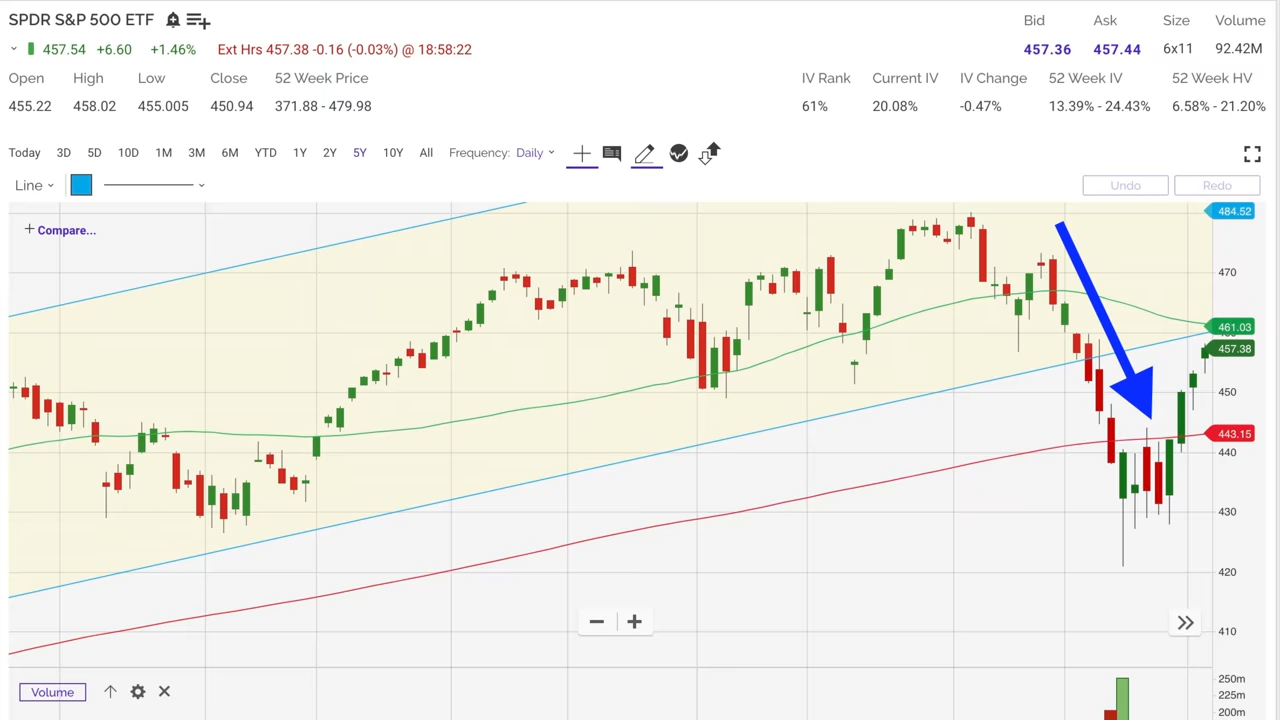 SPDR S&P 500 ETF
Bid Ask Size Volume
457.54 +6.60 +1.46% Ext Hrs 457.38 -0.16 (-0.03%) @ 18:58:22
457.36 457.44 6x11 92.42M
Open High Low Close 52 Week Price
IV Rank Current IV IV Change 52 Week IV 52 Week HV
455.22 458.02 455.005 450.94 371.88 - 479.98
61% 20.08% -0.47% 13.39% - 24.43% 6.58% - 21.20%
Today 3D 5D 10D 1M 3M 6M YTD 1Y 2Y 5Y 10Y All Frequency: Daily
Line
Undo Redo
484.52
+ Compare...
470
461.03
457.38
450
443.15
440
430
420
410
250m
Volume
225m
200m